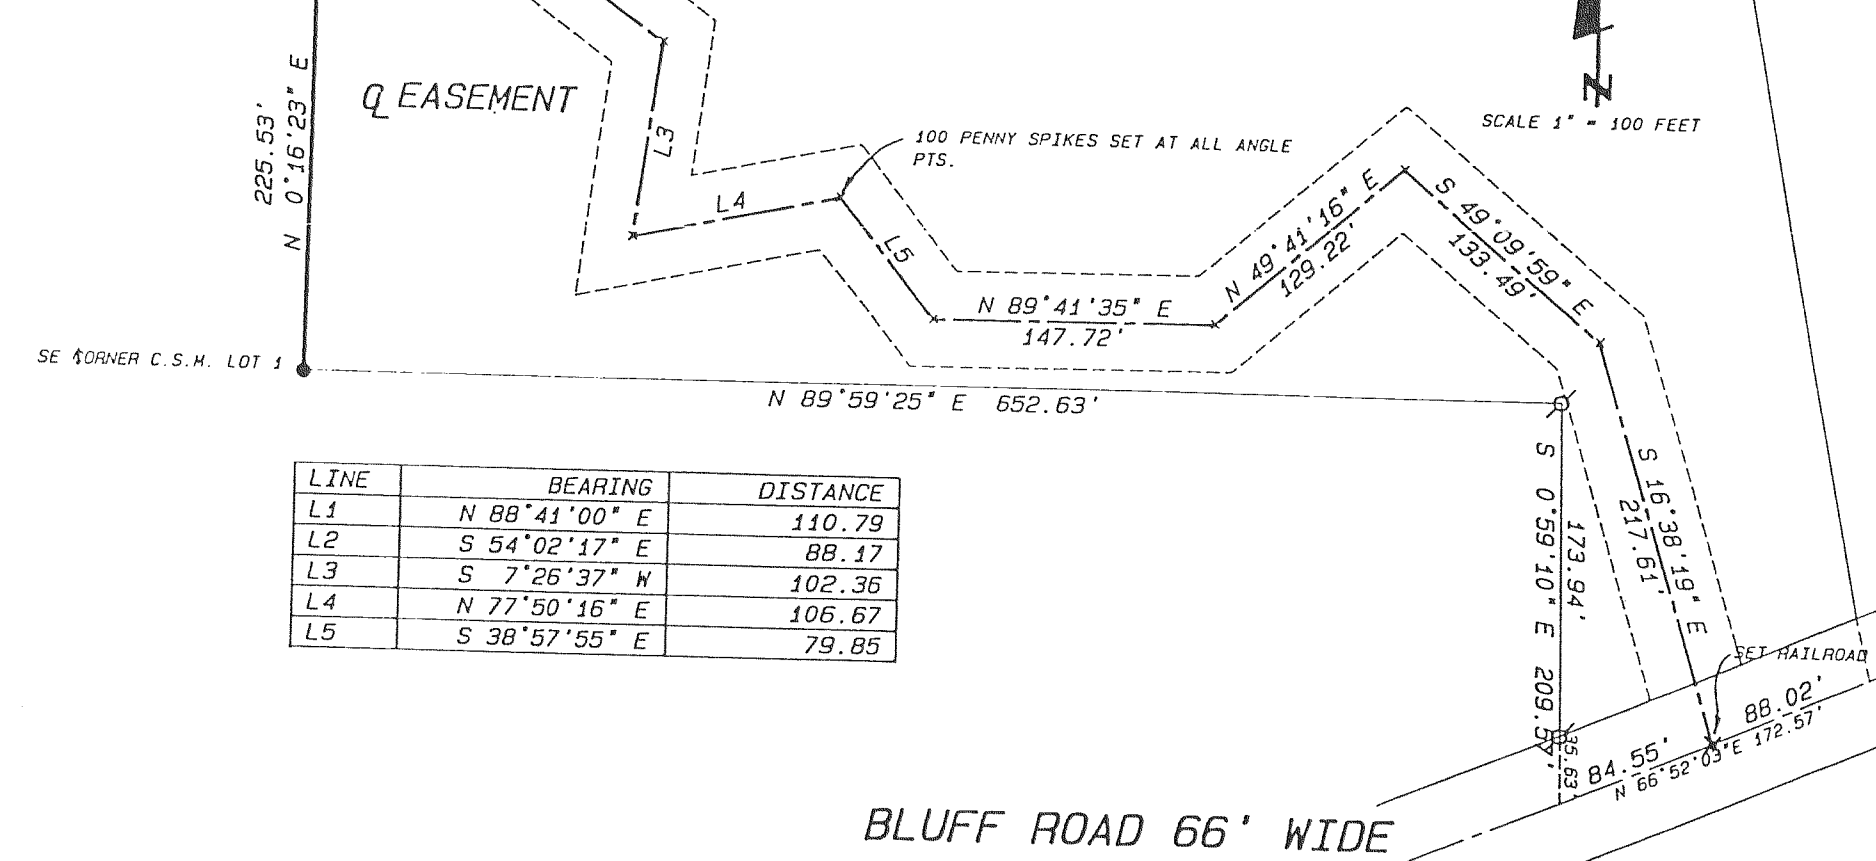 225.53'
N 0°16'23" E
℄ EASEMENT
L3
L4
L5
100 PENNY SPIKES SET AT ALL ANGLE
PTS.
N
SCALE 1" = 100 FEET
N 49°41'16" E
129.22'
S 49°09'59" E
133.49'
N 89°41'35" E
147.72'
SE CORNER C.S.M. LOT 1
N 89°59'25" E 652.63'
S 0°59'10" E 209.57'
173.94'
35.63'
S 16°38'19" E
217.61'
SET RAILROAD
88.02'
84.55'
N 66°52'03"E 172.57'
LINE BEARING DISTANCE
L1 N 88°41'00" E 110.79
L2 S 54°02'17" E 88.17
L3 S 7°26'37" W 102.36
L4 N 77°50'16" E 106.67
L5 S 38°57'55" E 79.85
BLUFF ROAD 66' WIDE